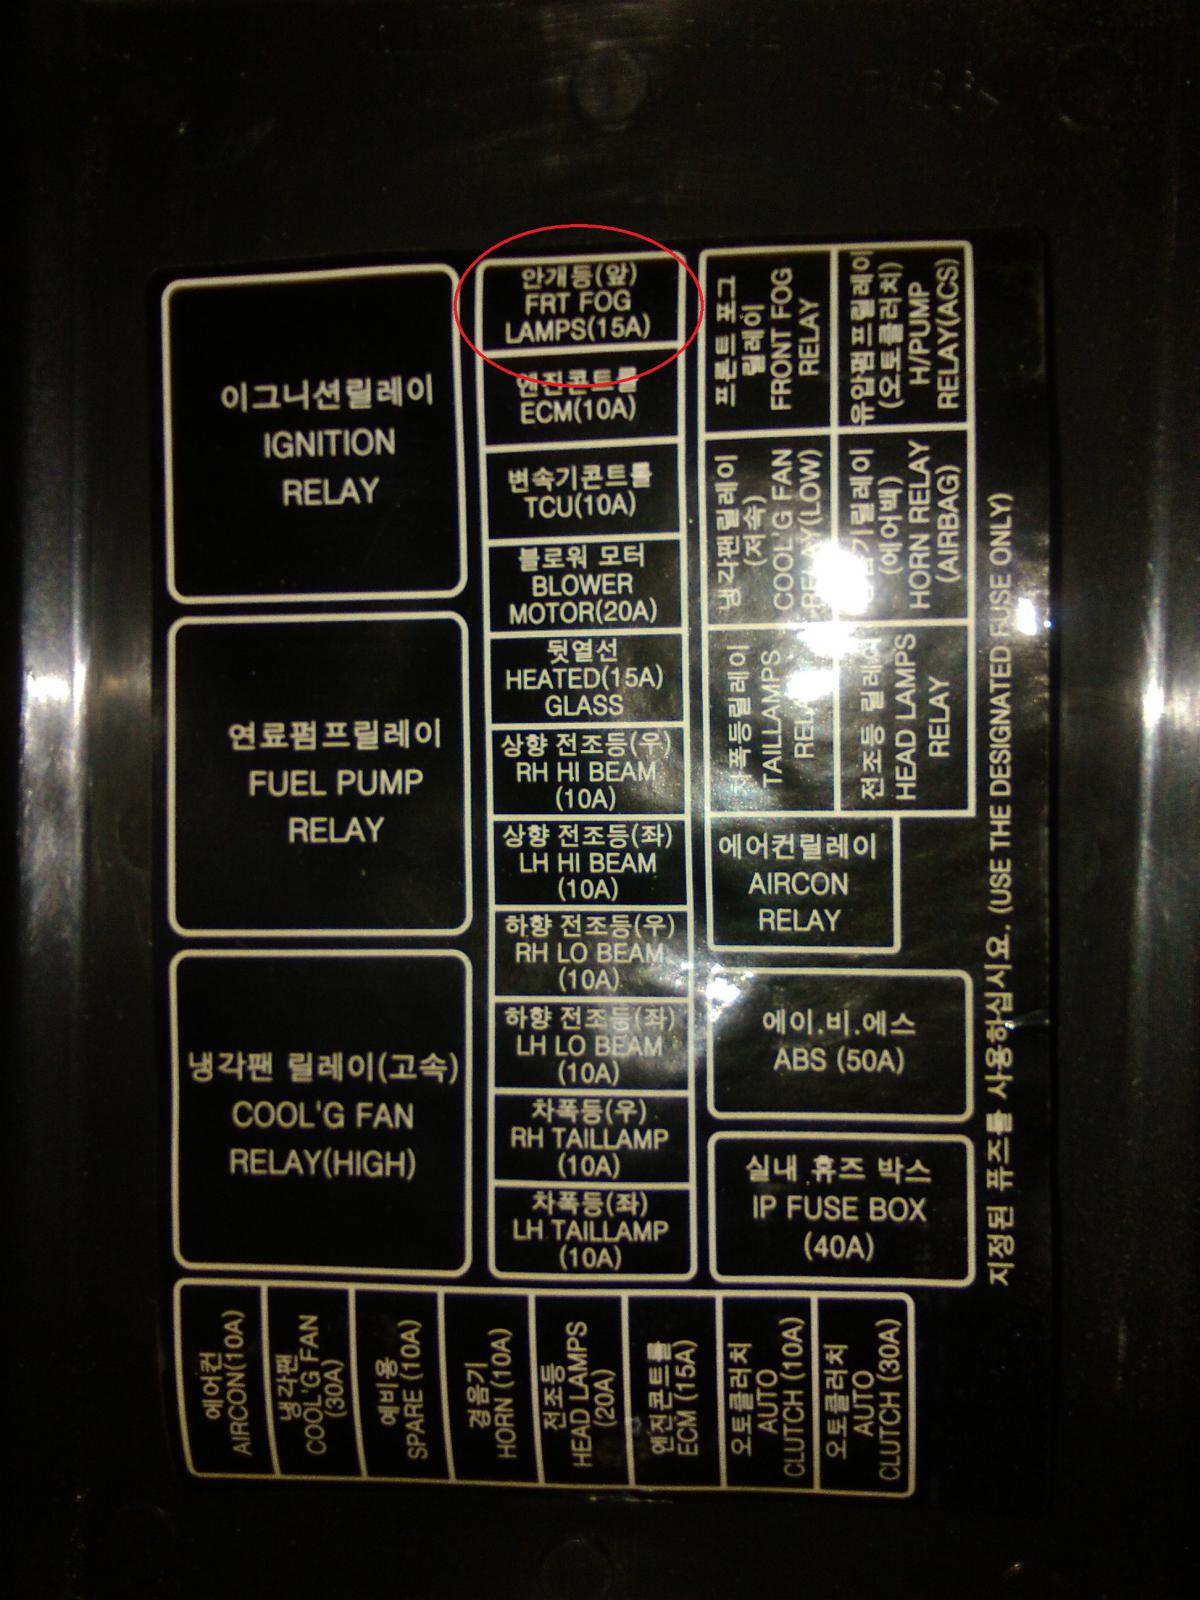 이그니션릴레이
IGNITION
RELAY
연료펌프릴레이
FUEL PUMP
RELAY
냉각팬 릴레이(고속)
COOL'G FAN
RELAY(HIGH)
안개등(앞)
FRT FOG
LAMPS(15A)
엔진콘트롤
ECM(10A)
변속기콘트롤
TCU(10A)
블로워 모터
BLOWER
MOTOR(20A)
뒷열선
HEATED(15A)
GLASS
상향 전조등(우)
RH HI BEAM
(10A)
상향 전조등(좌)
LH HI BEAM
(10A)
하향 전조등(우)
RH LO BEAM
(10A)
하향 전조등(좌)
LH LO BEAM
(10A)
차폭등(우)
RH TAILLAMP
(10A)
차폭등(좌)
LH TAILLAMP
(10A)
프론트 포그
릴레이
FRONT FOG
RELAY
유압펌프릴레이
(오토클러치)
H/PUMP
RELAY(ACS)
냉각팬릴레이
(저속)
COOL'G FAN
RELAY(LOW)
(에어백)
HORN RELAY
(AIRBAG)
차폭등릴레이
TAILLAMPS
RELAY
전조등 릴레이
HEAD LAMPS
RELAY
에어컨릴레이
AIRCON
RELAY
에이.비.에스
ABS (50A)
실내 휴즈 박스
IP FUSE BOX
(40A)
에어컨
AIRCON(10A)
냉각팬
COOL'G FAN
(30A)
예비용
SPARE (10A)
경음기
HORN (10A)
전조등
HEAD LAMPS
(20A)
엔진콘트롤
ECM (15A)
오토클러치
AUTO
CLUTCH (10A)
오토클러치
AUTO
CLUTCH (30A)
지정된 퓨즈를 사용하십시요. (USE THE DESIGNATED FUSE ONLY)